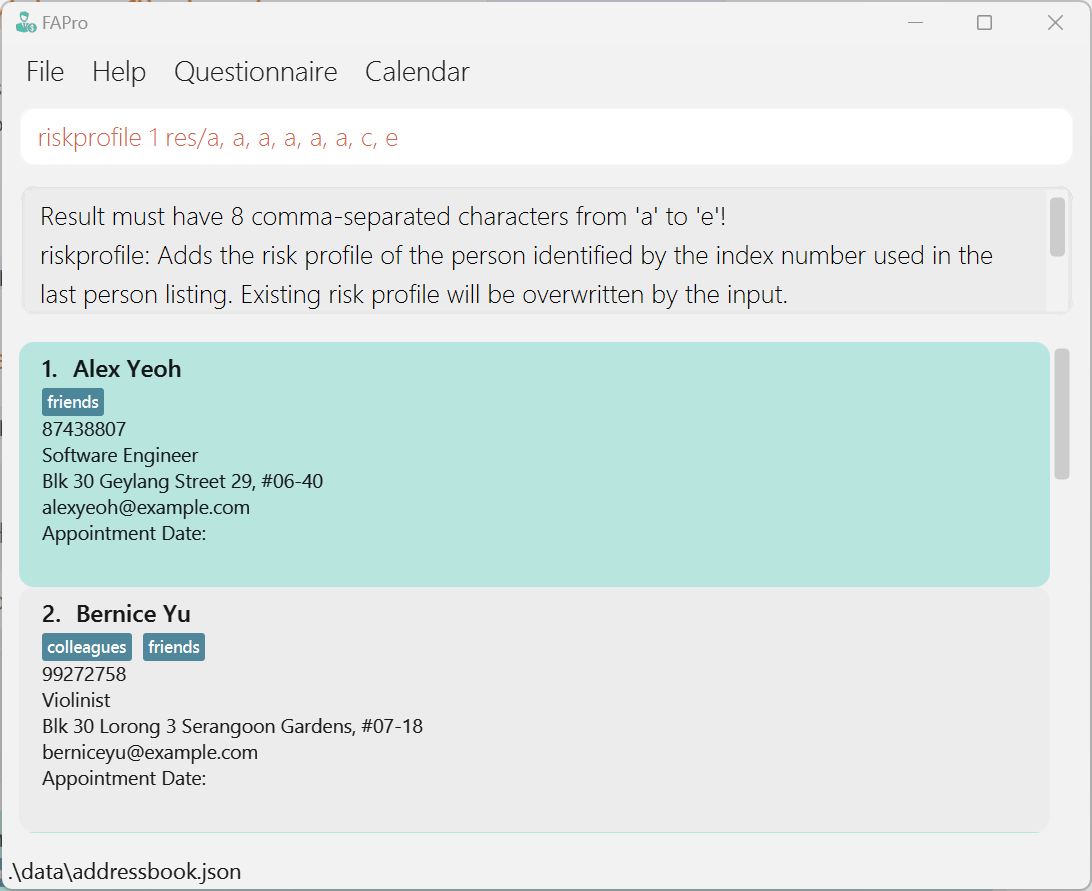 FAPro
File Help Questionnaire Calendar
riskprofile 1 res/a, a, a, a, a, a, c, e
Result must have 8 comma-separated characters from 'a' to 'e'!
riskprofile: Adds the risk profile of the person identified by the index number used in the
last person listing. Existing risk profile will be overwritten by the input.
1. Alex Yeoh
friends
87438807
Software Engineer
Blk 30 Geylang Street 29, #06-40
alexyeoh@example.com
Appointment Date:
2. Bernice Yu
colleagues friends
99272758
Violinist
Blk 30 Lorong 3 Serangoon Gardens, #07-18
berniceyu@example.com
Appointment Date:
.\data\addressbook.json